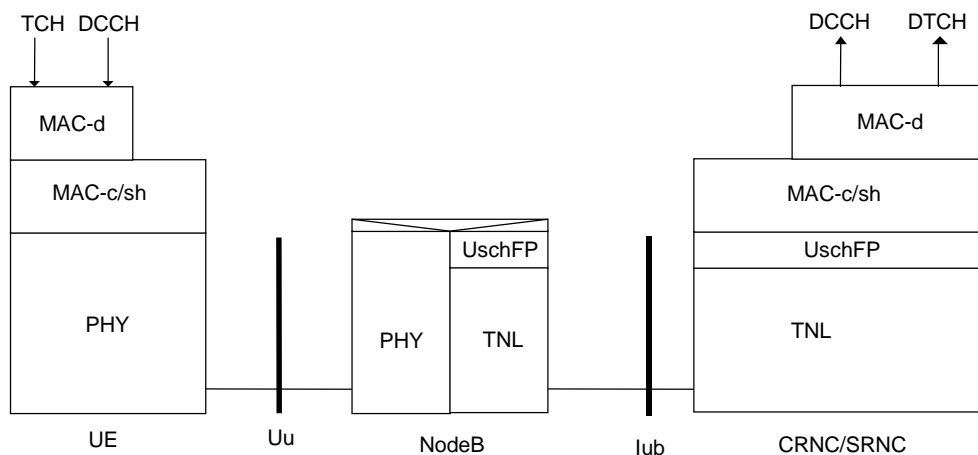 TCH DCCH
DCCH DTCH
MAC-d
MAC-d
MAC-c/sh
MAC-c/sh
UschFP
UschFP
PHY
PHY
TNL
TNL
UE
Uu
NodeB
Iub
CRNC/SRNC